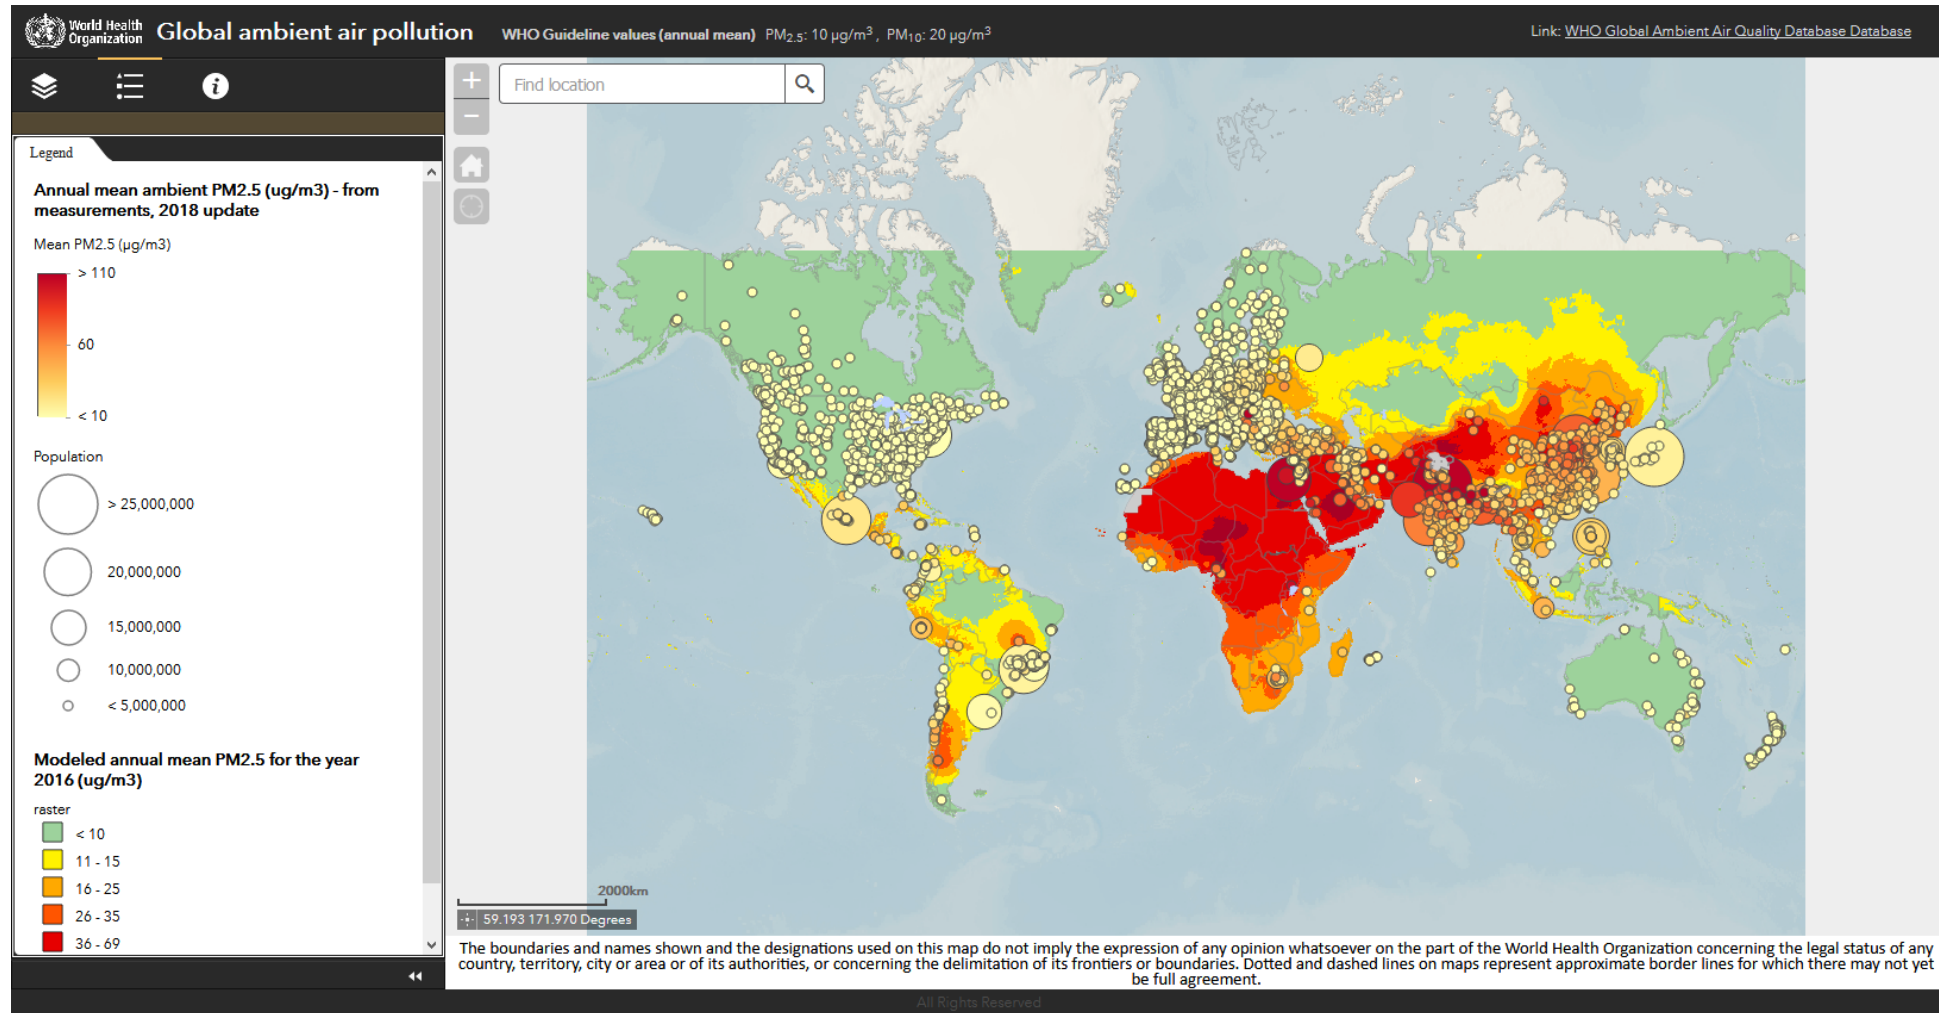 World Health
Organization
Global ambient air pollution
WHO Guideline values (annual mean) PM2.5: 10 µg/m³, PM10: 20 µg/m³
Link: WHO Global Ambient Air Quality Database Database
Find location
Legend
Annual mean ambient PM2.5 (ug/m3) - from
measurements, 2018 update
Mean PM2.5 (µg/m3)
> 110
60
< 10
Population
> 25,000,000
20,000,000
15,000,000
10,000,000
< 5,000,000
Modeled annual mean PM2.5 for the year
2016 (ug/m3)
raster
< 10
11 - 15
16 - 25
26 - 35
36 - 69
2000km
59.193 171.970 Degrees
The boundaries and names shown and the designations used on this map do not imply the expression of any opinion whatsoever on the part of the World Health Organization concerning the legal status of any
country, territory, city or area or of its authorities, or concerning the delimitation of its frontiers or boundaries. Dotted and dashed lines on maps represent approximate border lines for which there may not yet
be full agreement.
All Rights Reserved